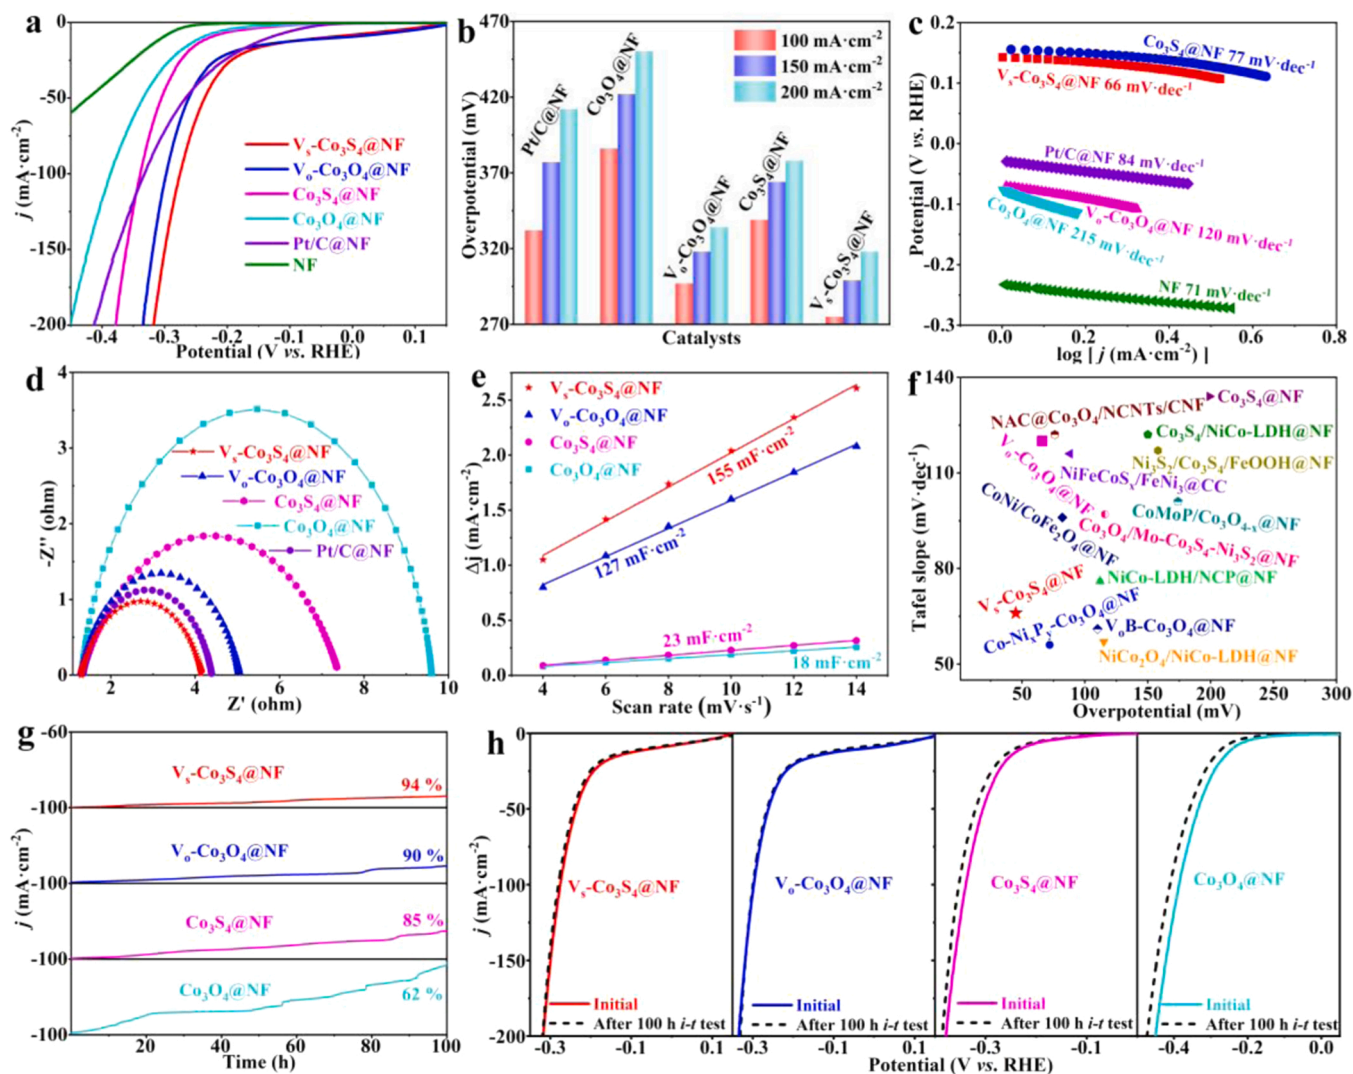 a
0
-50
-100
-150
-200
j (mA·cm⁻²)
Vₛ-Co₃S₄@NF
Vₒ-Co₃O₄@NF
Co₃S₄@NF
Co₃O₄@NF
Pt/C@NF
NF
-0.4 -0.3 -0.2 -0.1 0.0 0.1
Potential (V vs. RHE)
b
470
420
370
320
270
Overpotential (mV)
100 mA·cm⁻²
150 mA·cm⁻²
200 mA·cm⁻²
Pt/C@NF
Co₃O₄@NF
Vₒ-Co₃O₄@NF
Co₃S₄@NF
Vₛ-Co₃S₄@NF
Catalysts
c
0.2
0.1
0.0
-0.1
-0.2
-0.3
Potential (V vs. RHE)
Co₃S₄@NF 77 mV·dec⁻¹
Vₛ-Co₃S₄@NF 66 mV·dec⁻¹
Pt/C@NF 84 mV·dec⁻¹
Vₒ-Co₃O₄@NF 120 mV·dec⁻¹
Co₃O₄@NF 215 mV·dec⁻¹
NF 71 mV·dec⁻¹
0.0 0.2 0.4 0.6 0.8
log [ j (mA·cm⁻²) ]
d
-4
3
2
1
0
-Z'' (ohm)
Vₛ-Co₃S₄@NF
Vₒ-Co₃O₄@NF
Co₃S₄@NF
Co₃O₄@NF
Pt/C@NF
2 4 6 8 10
Z' (ohm)
e
2.5
2.0
1.5
1.0
0.5
0.0
Δj (mA·cm⁻²)
Vₛ-Co₃S₄@NF
Vₒ-Co₃O₄@NF
Co₃S₄@NF
Co₃O₄@NF
155 mF·cm⁻²
127 mF·cm⁻²
23 mF·cm⁻²
18 mF·cm⁻²
4 6 8 10 12 14
Scan rate (mV·s⁻¹)
f
140
110
80
50
Tafel slope (mV·dec⁻¹)
Co₃S₄@NF
NAC@Co₃O₄/NCNTs/CNF
Co₃S₄/NiCo-LDH@NF
Vₒ-Co₃O₄@NF
Ni₃S₂/Co₃S₄/FeOOH@NF
NiFeCoSₓ/FeNi₃@CC
CoNi/CoFe₂O₄@NF
CoMoP/Co₃O₄₋ₓ@NF
Co₃O₄/Mo-Co₃S₄-Ni₃S₂@NF
NiCo-LDH/NCP@NF
Vₛ-Co₃S₄@NF
Co-NiₓPᵧ-Co₃O₄@NF
VₒB-Co₃O₄@NF
NiCo₂O₄/NiCo-LDH@NF
50 100 150 200 250 300
Overpotential (mV)
g
-60
-100
-100
-100
-100
j (mA·cm⁻²)
Vₛ-Co₃S₄@NF
94 %
Vₒ-Co₃O₄@NF
90 %
Co₃S₄@NF
85 %
Co₃O₄@NF
62 %
20 40 60 80 100
Time (h)
h
0
-50
-100
-150
-200
j (mA·cm⁻²)
Vₛ-Co₃S₄@NF
Initial
After 100 h i-t test
Vₒ-Co₃O₄@NF
Initial
After 100 h i-t test
Co₃S₄@NF
Initial
After 100 h i-t test
Co₃O₄@NF
Initial
After 100 h i-t test
-0.3 -0.1 0.1 -0.3 -0.1 0.1 -0.3 -0.1 -0.4 -0.2 0.0
Potential (V vs. RHE)